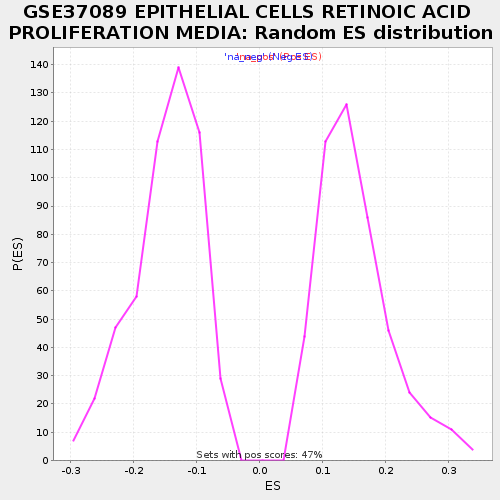 GSE37089 EPITHELIAL CELLS RETINOIC ACID
PROLIFERATION MEDIA: Random ES distribution
140
130
120
110
100
90
80
70
60
50
40
30
20
10
0
P(ES)
Sets with pos scores: 47%
-0.3 -0.2 -0.1 0.0 0.1 0.2 0.3
ES